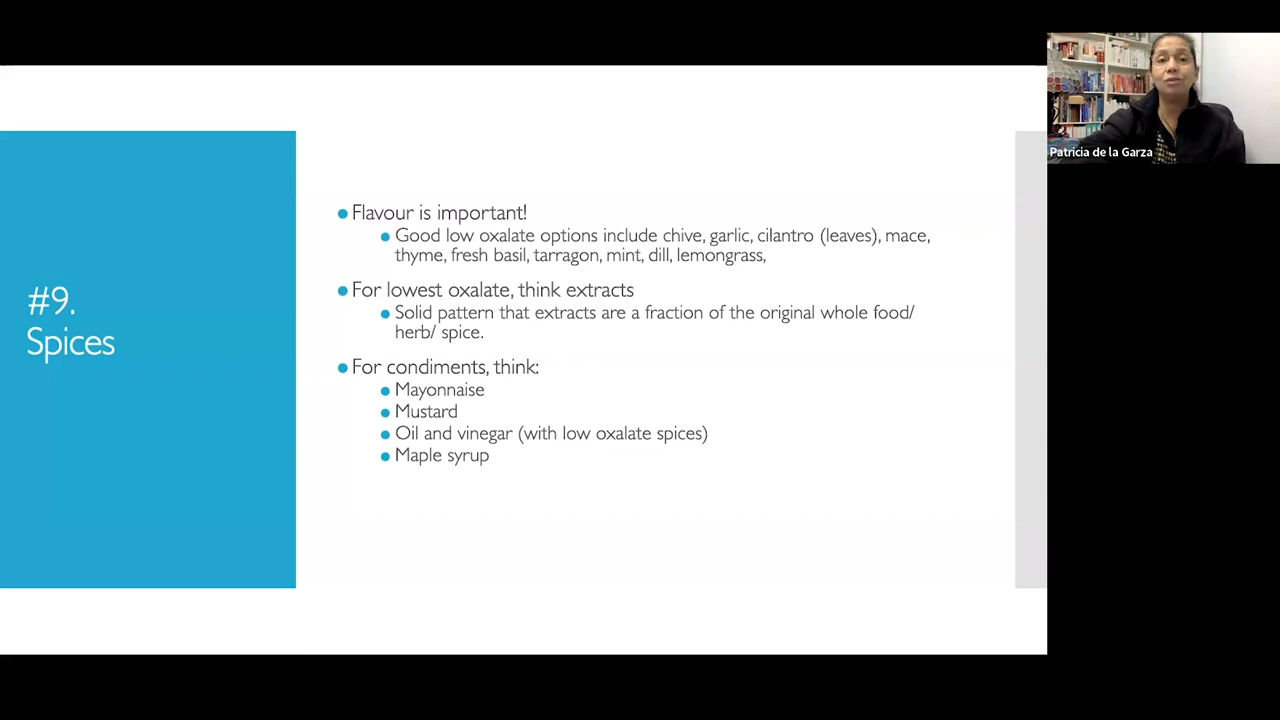 #9.
Spices
Flavour is important!
Good low oxalate options include chive, garlic, cilantro (leaves), mace,
thyme, fresh basil, tarragon, mint, dill, lemongrass,
For lowest oxalate, think extracts
Solid pattern that extracts are a fraction of the original whole food/
herb/ spice.
For condiments, think:
Mayonnaise
Mustard
Oil and vinegar (with low oxalate spices)
Maple syrup
Patricia de la Garza